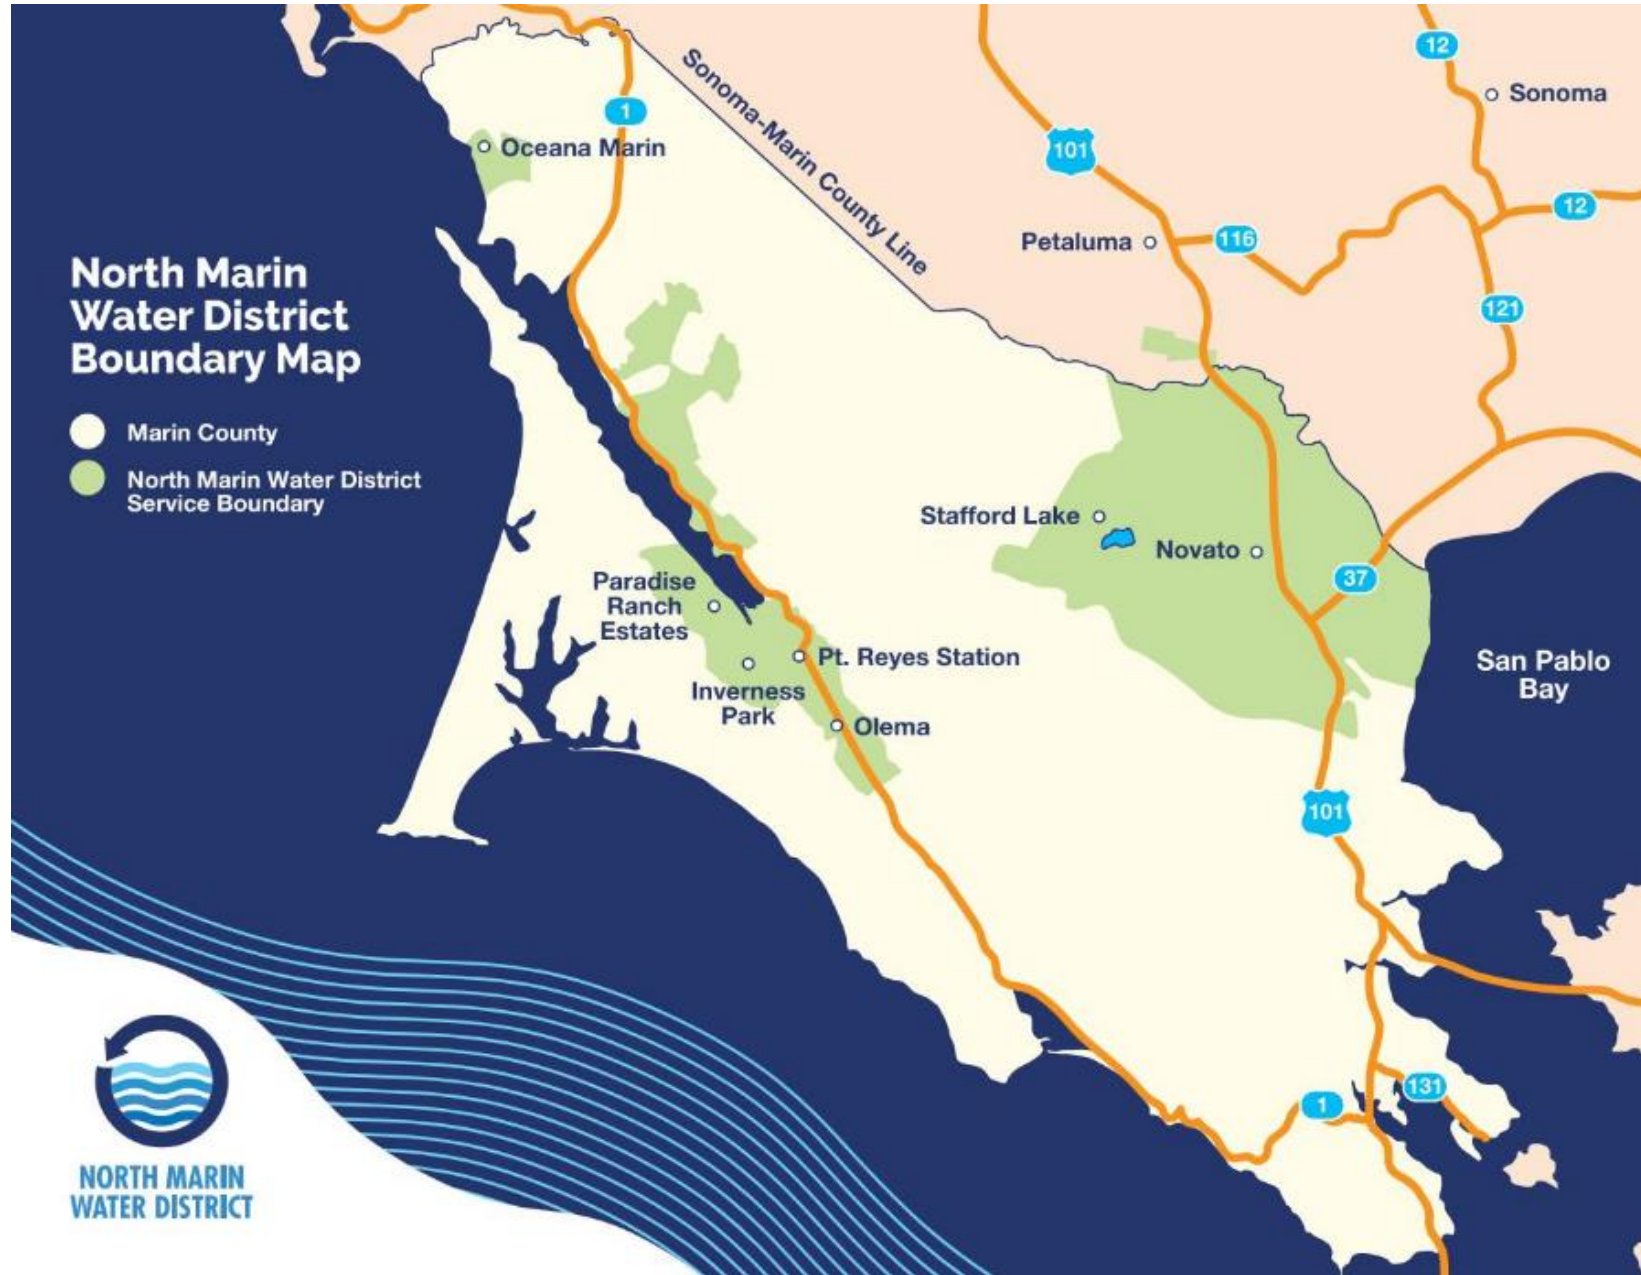 Sonoma-Marin County Line
12
Sonoma
1
101
Oceana Marin
12
Petaluma
116
121
North Marin
Water District
Boundary Map
Marin County
North Marin Water District
Service Boundary
Stafford Lake
Novato
37
Paradise
Ranch
Estates
Pt. Reyes Station
San Pablo
Bay
Inverness
Park
Olema
101
131
1
NORTH MARIN
WATER DISTRICT